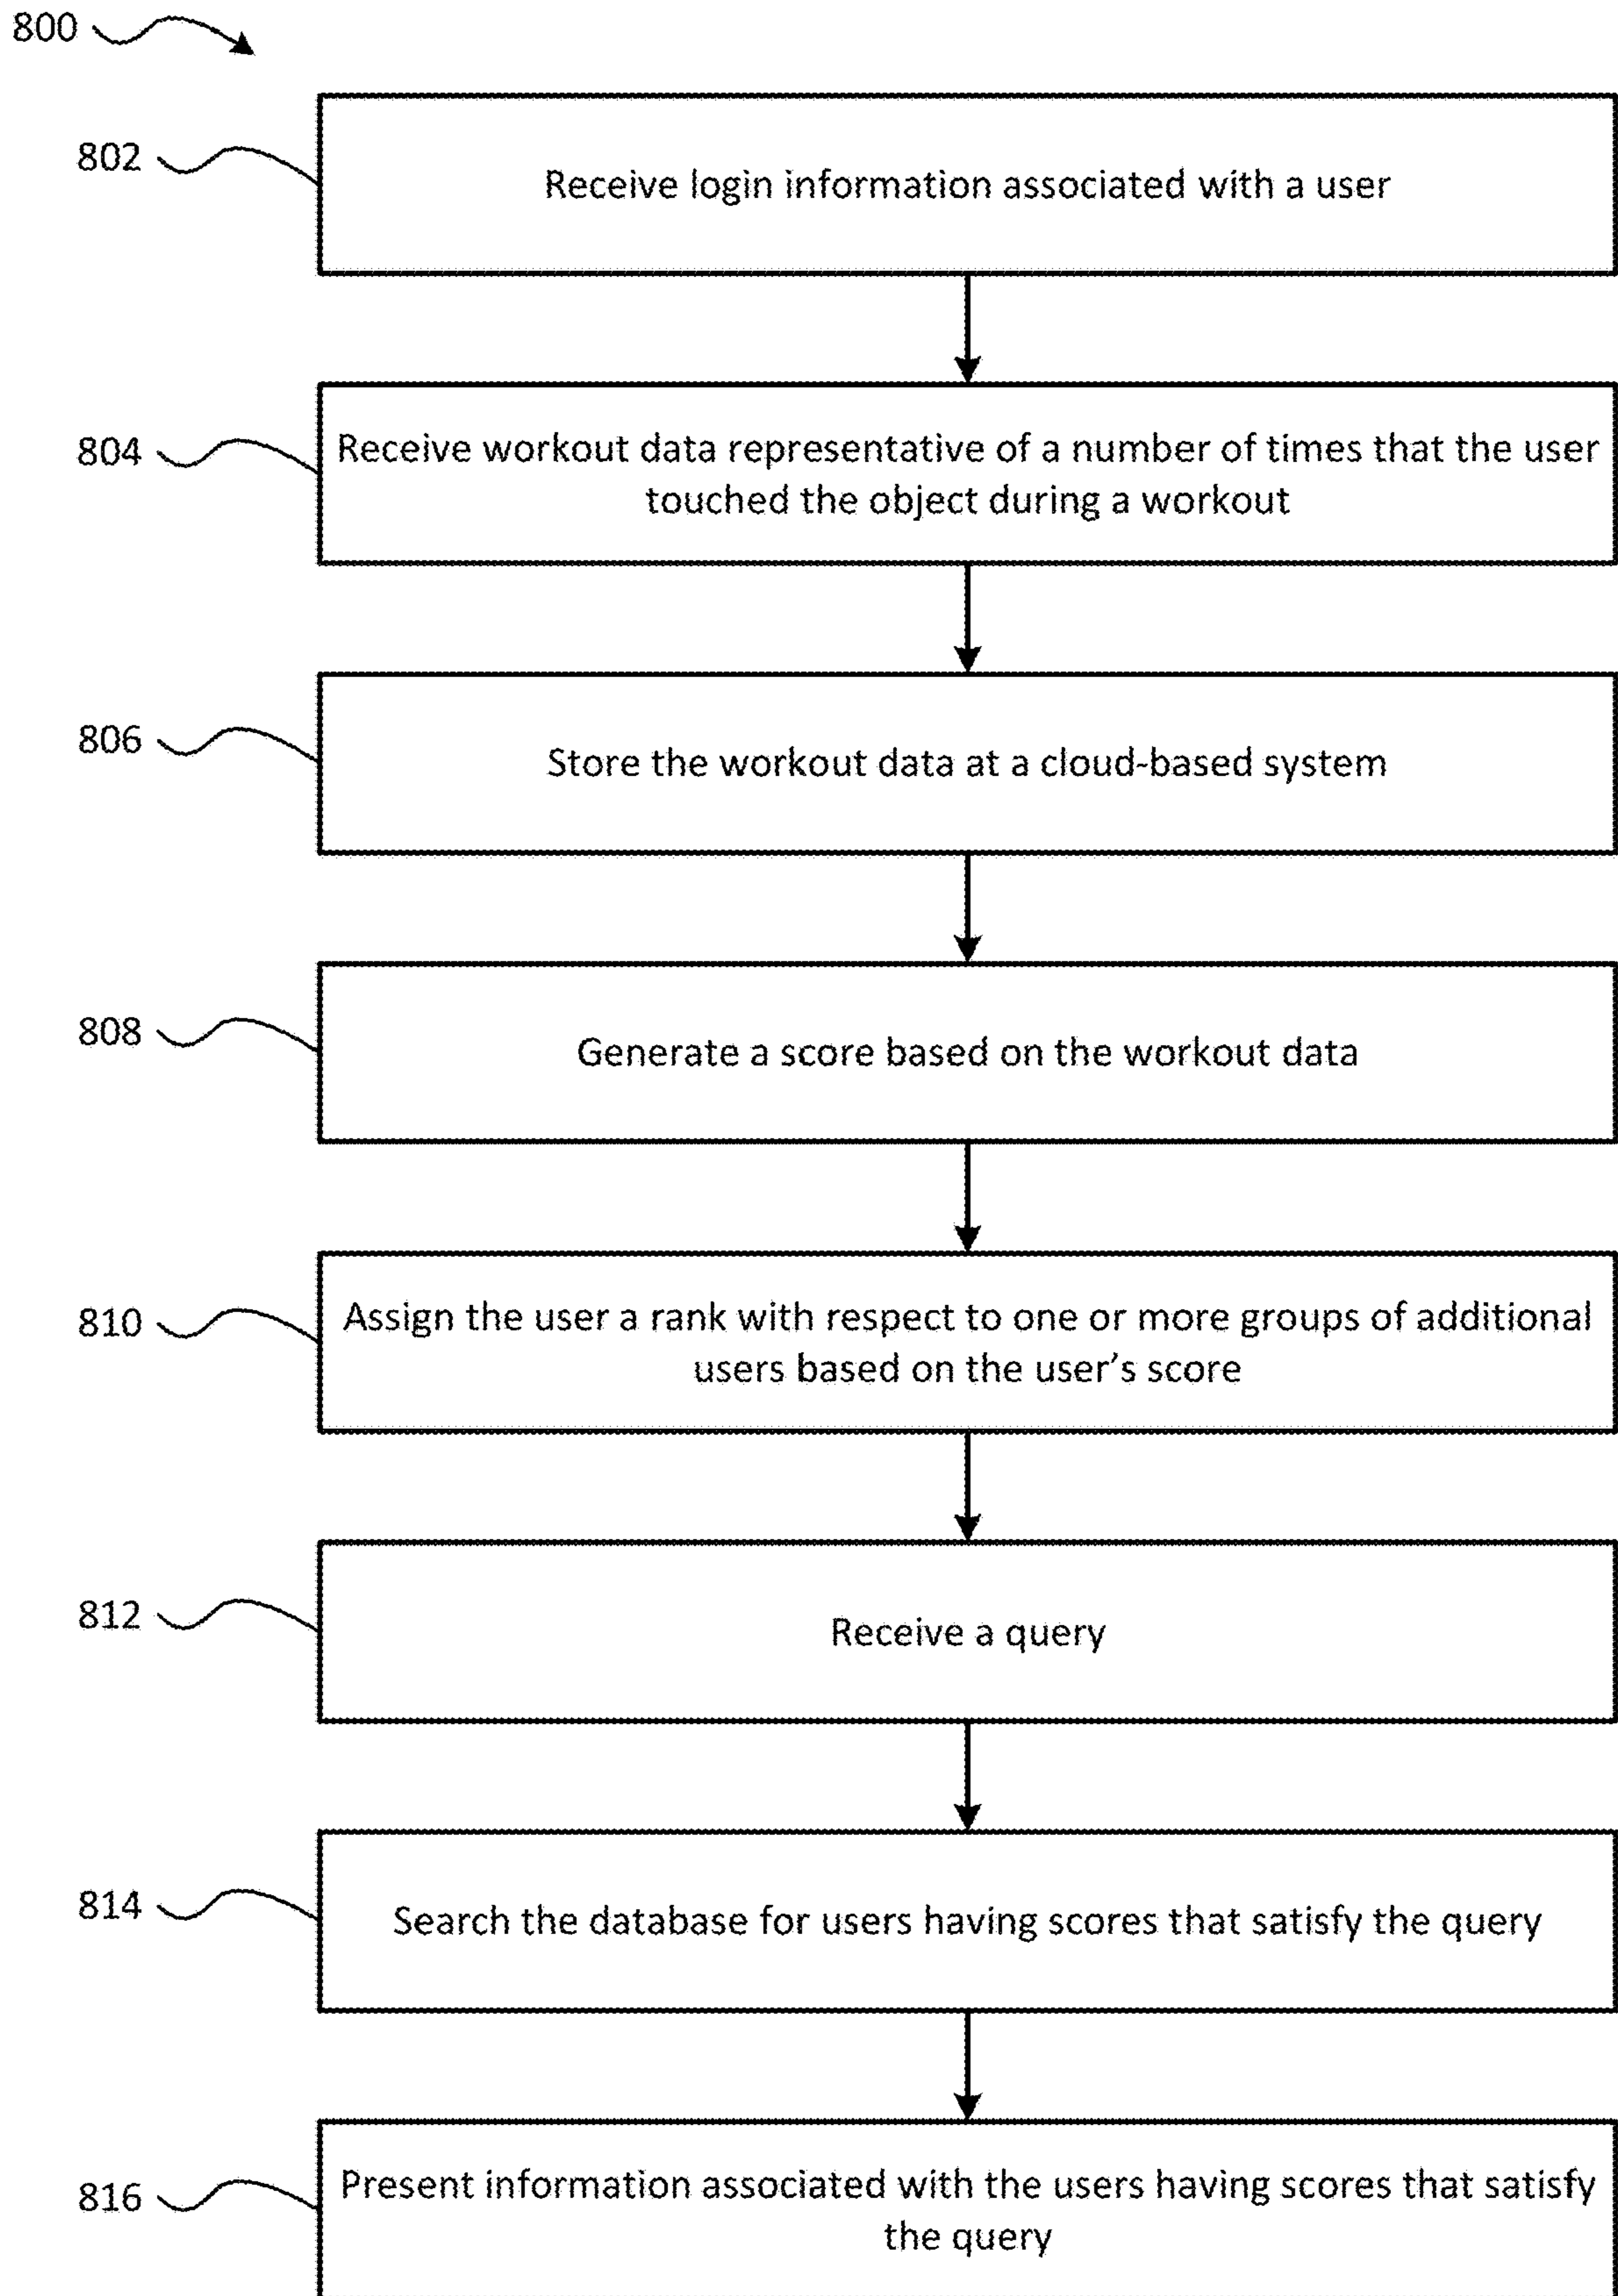 800
802
Receive login information associated with a user
804
Receive workout data representative of a number of times that the user
touched the object during a workout
806
Store the workout data at a cloud-based system
808
Generate a score based on the workout data
810
Assign the user a rank with respect to one or more groups of additional
users based on the user’s score
812
Receive a query
814
Search the database for users having scores that satisfy the query
816
Present information associated with the users having scores that satisfy
the query